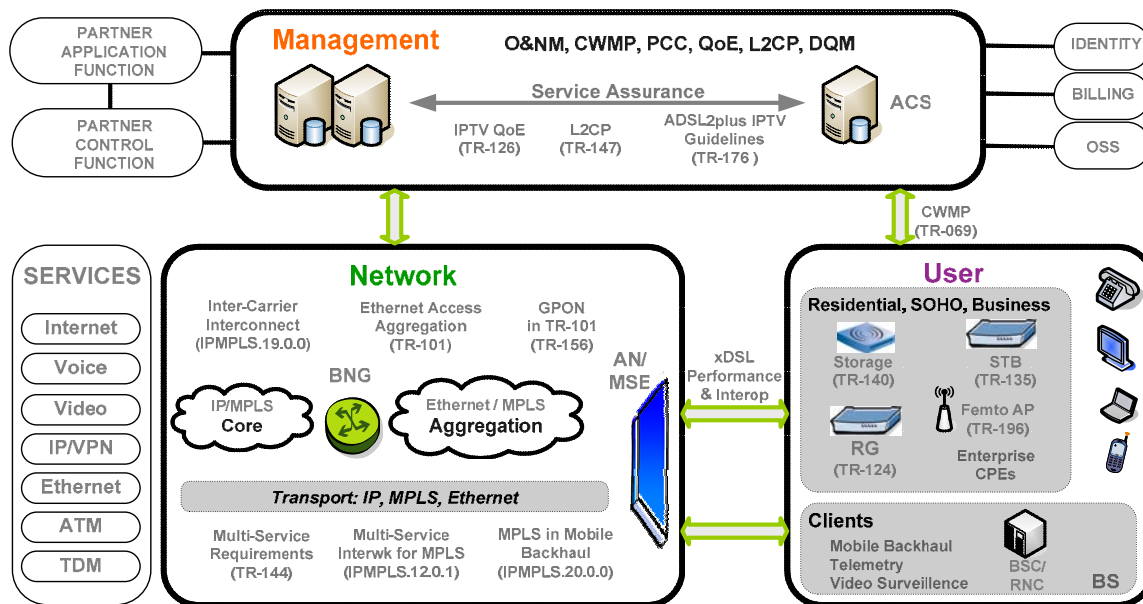 PARTNER
APPLICATION
FUNCTION
PARTNER
CONTROL
FUNCTION
Management
O&NM, CWMP, PCC, QoE, L2CP, DQM
Service Assurance
IPTV QoE
(TR-126)
L2CP
(TR-147)
ADSL2plus IPTV
Guidelines
(TR-176 )
ACS
IDENTITY
BILLING
OSS
CWMP
(TR-069)
SERVICES
Internet
Voice
Video
IP/VPN
Ethernet
ATM
TDM
Network
Inter-Carrier
Interconnect
(IPMPLS.19.0.0)
Ethernet Access
Aggregation
(TR-101)
GPON
in TR-101
(TR-156)
AN/
MSE
BNG
IP/MPLS
Core
Ethernet / MPLS
Aggregation
Transport: IP, MPLS, Ethernet
Multi-Service
Requirements
(TR-144)
Multi-Service
Interwk for MPLS
(IPMPLS.12.0.1)
MPLS in Mobile
Backhaul
(IPMPLS.20.0.0)
xDSL
Performance
& Interop
User
Residential, SOHO, Business
Storage
(TR-140)
STB
(TR-135)
RG
(TR-124)
Femto AP
(TR-196)
Enterprise
CPEs
Clients
Mobile Backhaul
Telemetry
Video Surveillence
BSC/
RNC
BS